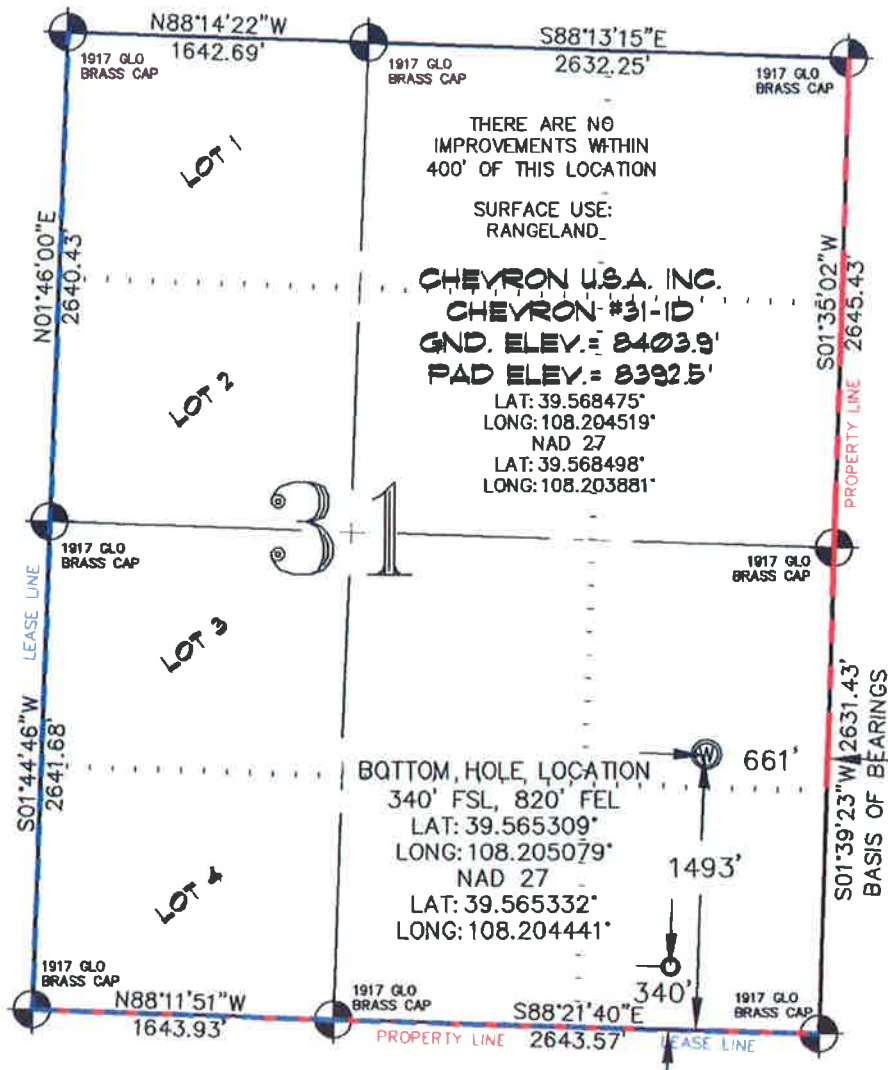 N88°14'22"W
1642.69'
S88°13'15"E
2632.25'
1917 GLO
BRASS CAP
1917 GLO
BRASS CAP
1917 GLO
BRASS CAP
THERE ARE NO
IMPROVEMENTS WITHIN
400' OF THIS LOCATION
SURFACE USE:
RANGELAND
LOT 1
N01°46'00"E
2640.43'
S01°35'02"W
2645.43'
CHEVRON U.S.A. INC.
CHEVRON #31-1D
GND. ELEV.= 8403.9'
PAD ELEV.= 8392.5'
LAT: 39.568475°
LONG: 108.204519°
NAD 27
LAT: 39.568498°
LONG: 108.203881°
LOT 2
PROPERTY LINE
31
1917 GLO
BRASS CAP
1917 GLO
BRASS CAP
LEASE LINE
LOT 3
S01°44'46"W
2641.68'
W
661'
S01°39'23"W 2631.43'
BASIS OF BEARINGS
BOTTOM HOLE LOCATION
340' FSL, 820' FEL
LAT: 39.565309°
LONG: 108.205079°
NAD 27
LAT: 39.565332°
LONG: 108.204441°
1493'
LOT 4
340'
1917 GLO
BRASS CAP
1917 GLO
BRASS CAP
1917 GLO
BRASS CAP
N88°11'51"W
1643.93'
S88°21'40"E
2643.57'
PROPERTY LINE
LEASE LINE